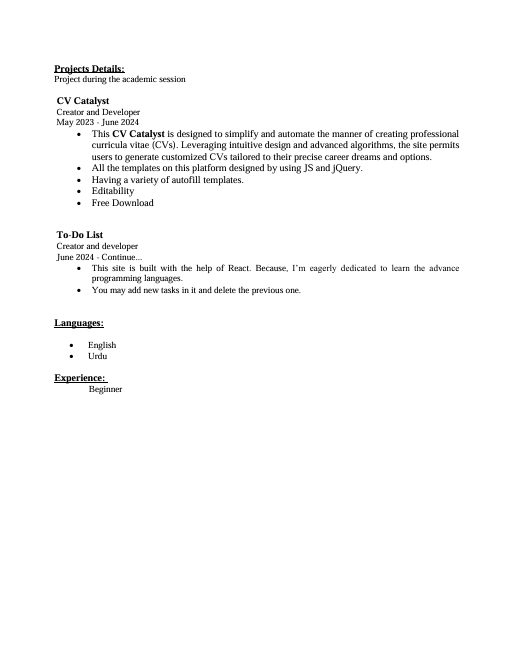 Projects Details:
Project during the academic session
CV Catalyst
Creator and Developer
May 2023 - June 2024
• This CV Catalyst is designed to simplify and automate the manner of creating professional
curricula vitae (CVs). Leveraging intuitive design and advanced algorithms, the site permits
users to generate customized CVs tailored to their precise career dreams and options.
• All the templates on this platform designed by using JS and jQuery.
• Having a variety of autofill templates.
• Editability
• Free Download
To-Do List
Creator and developer
June 2024 - Continue...
• This site is built with the help of React. Because, I'm eagerly dedicated to learn the advance
programming languages.
• You may add new tasks in it and delete the previous one.
Languages:
• English
• Urdu
Experience:
Beginner